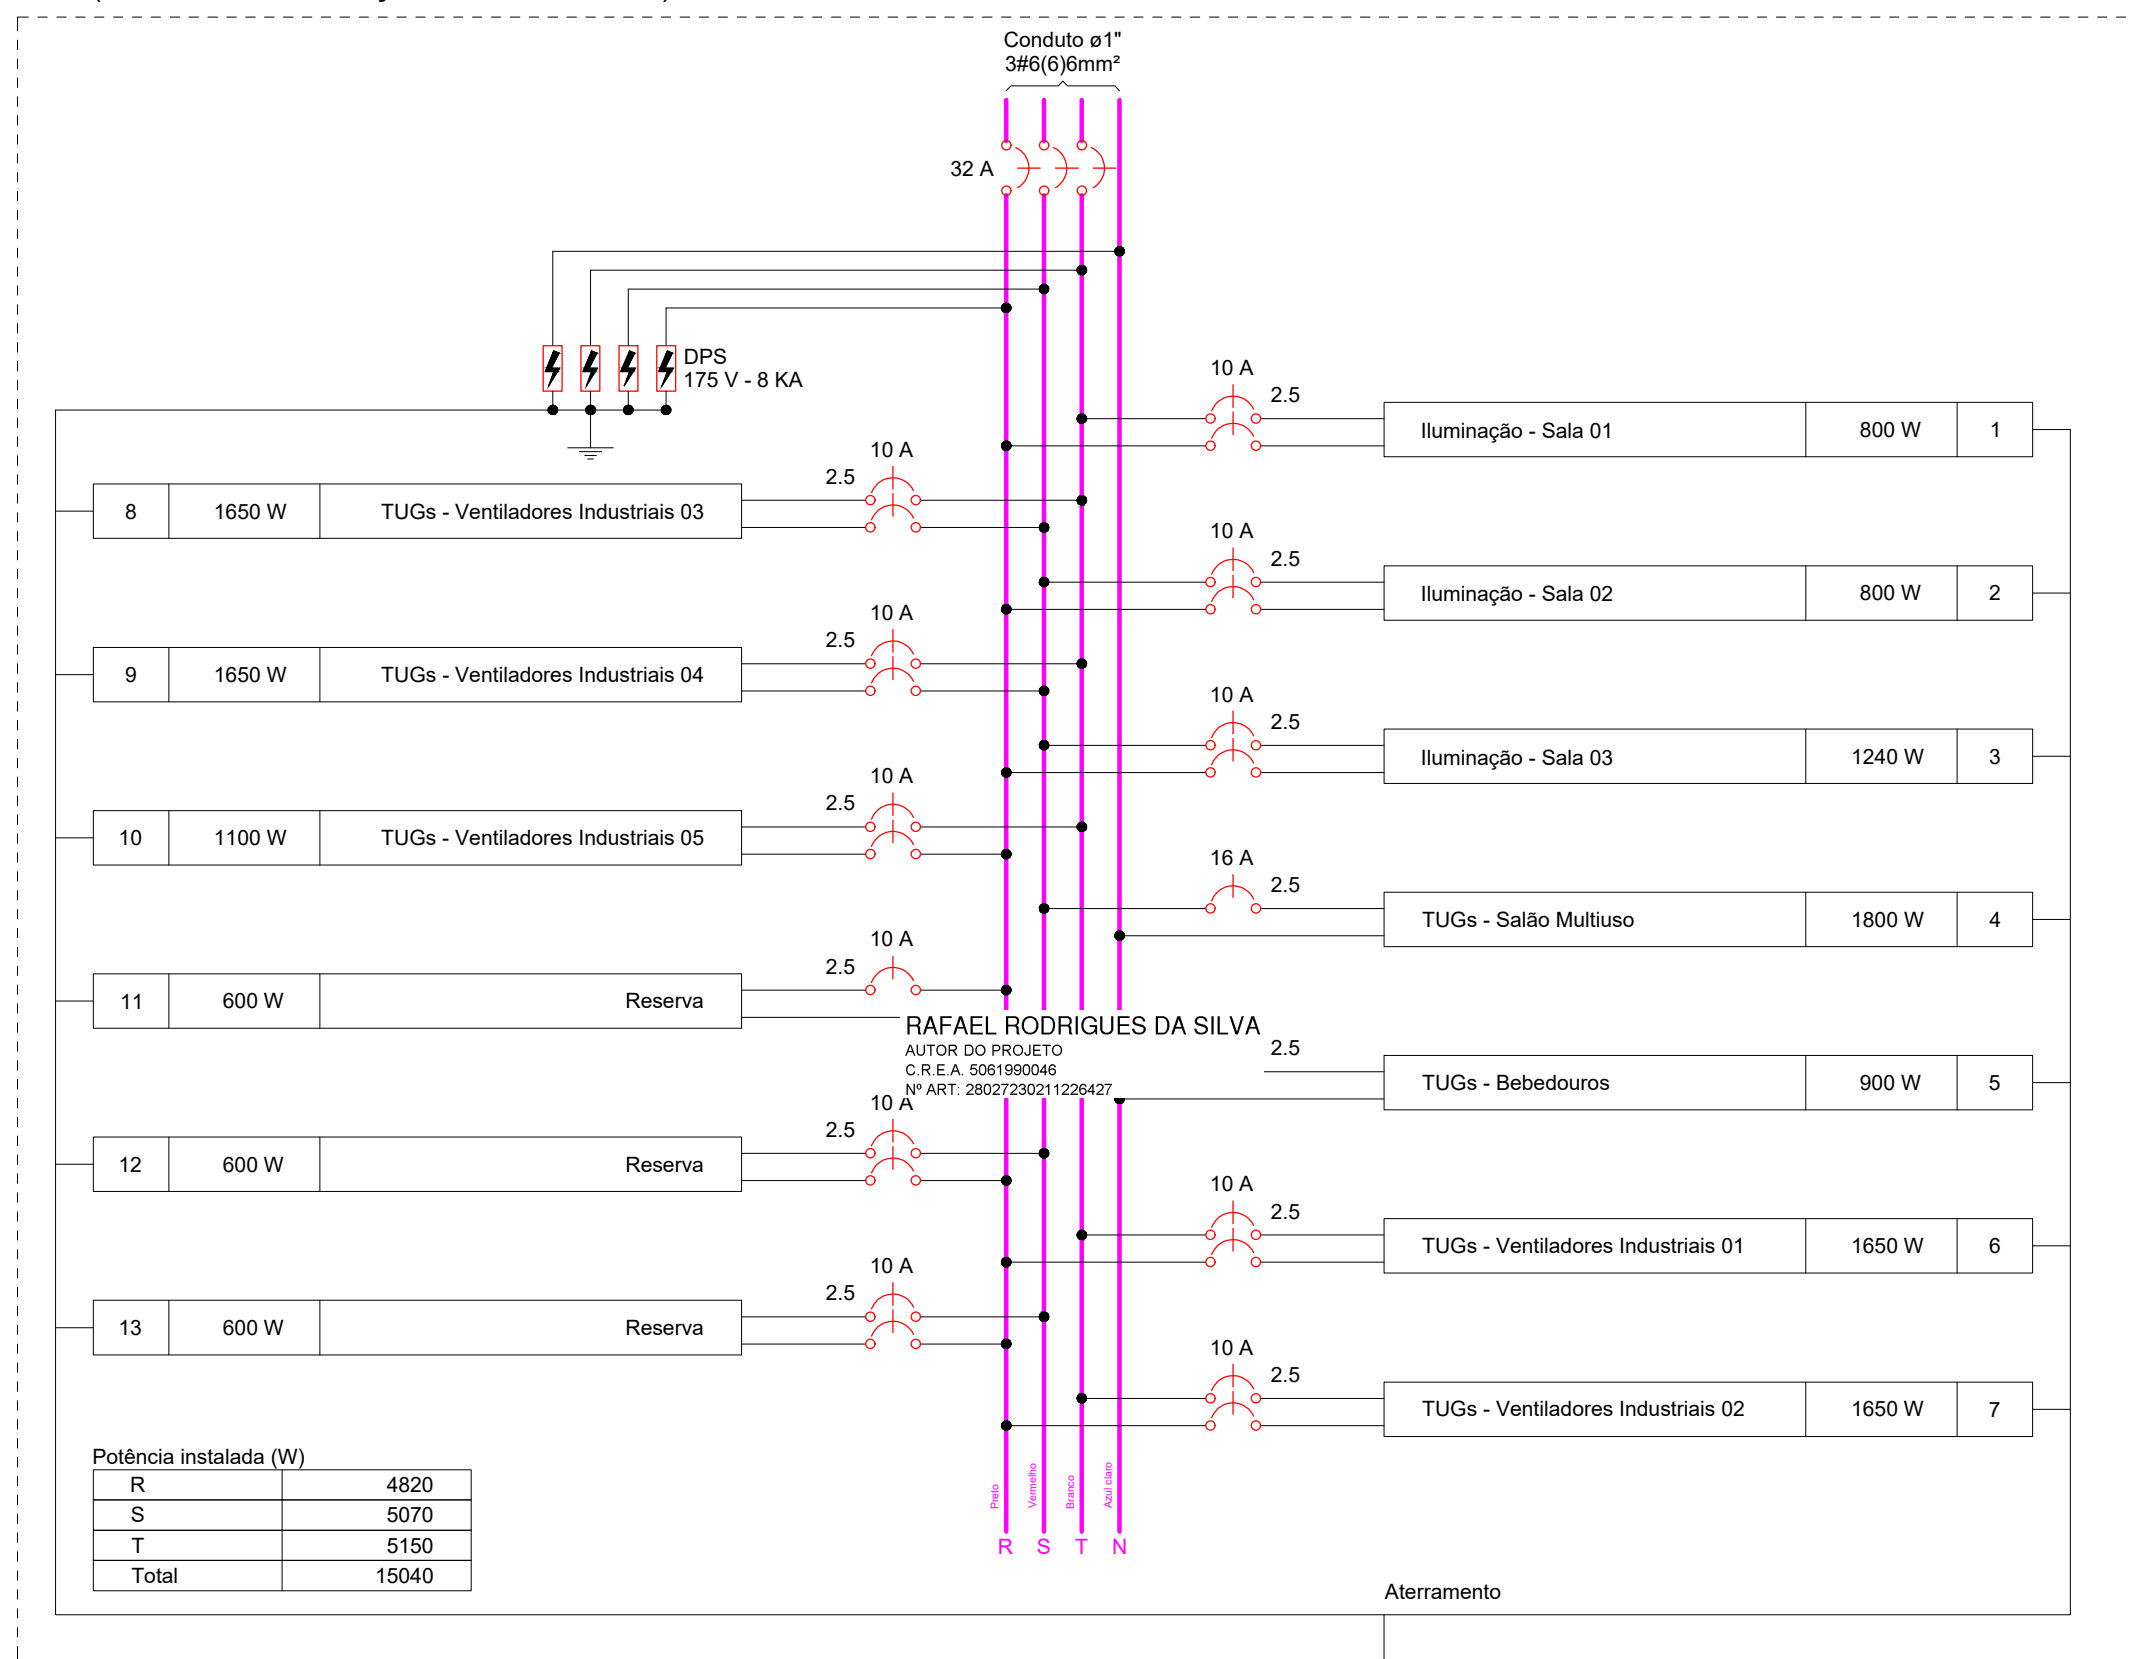 Conduto ø1"
3#6(6)6mm²
32 A
DPS
175 V - 8 KA
10 A
2.5
Iluminação - Sala 01 800 W 1
10 A
2.5
8 1650 W TUGs - Ventiladores Industriais 03
10 A
2.5
Iluminação - Sala 02 800 W 2
10 A
2.5
9 1650 W TUGs - Ventiladores Industriais 04
10 A
2.5
Iluminação - Sala 03 1240 W 3
10 A
2.5
10 1100 W TUGs - Ventiladores Industriais 05
16 A
2.5
TUGs - Salão Multiuso 1800 W 4
10 A
2.5
11 600 W Reserva
RAFAEL RODRIGUES DA SILVA
AUTOR DO PROJETO
C.R.E.A. 5061990046
Nº ART: 28027230211226427
2.5
TUGs - Bebedouros 900 W 5
10 A
2.5
12 600 W Reserva
10 A
2.5
TUGs - Ventiladores Industriais 01 1650 W 6
10 A
2.5
13 600 W Reserva
10 A
2.5
TUGs - Ventiladores Industriais 02 1650 W 7
Potência instalada (W)
R 4820
S 5070
T 5150
Total 15040
Preto
Vermelho
Branco
Azul claro
R S T N
Aterramento